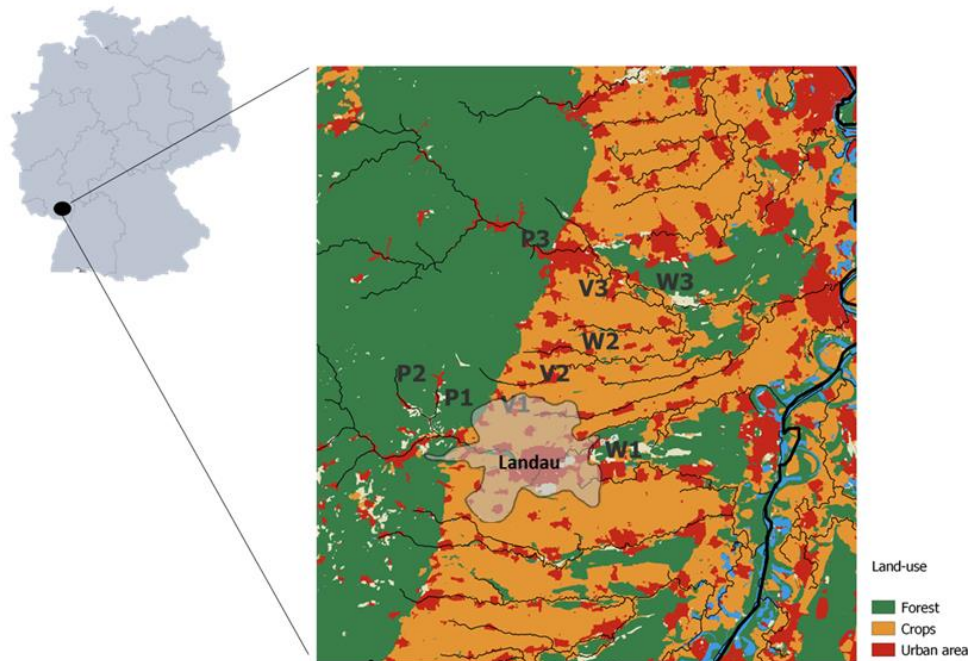 P3
V3
W3
W2
P2
V2
P1
V1
W1
Landau
Land-use
Forest
Crops
Urban area